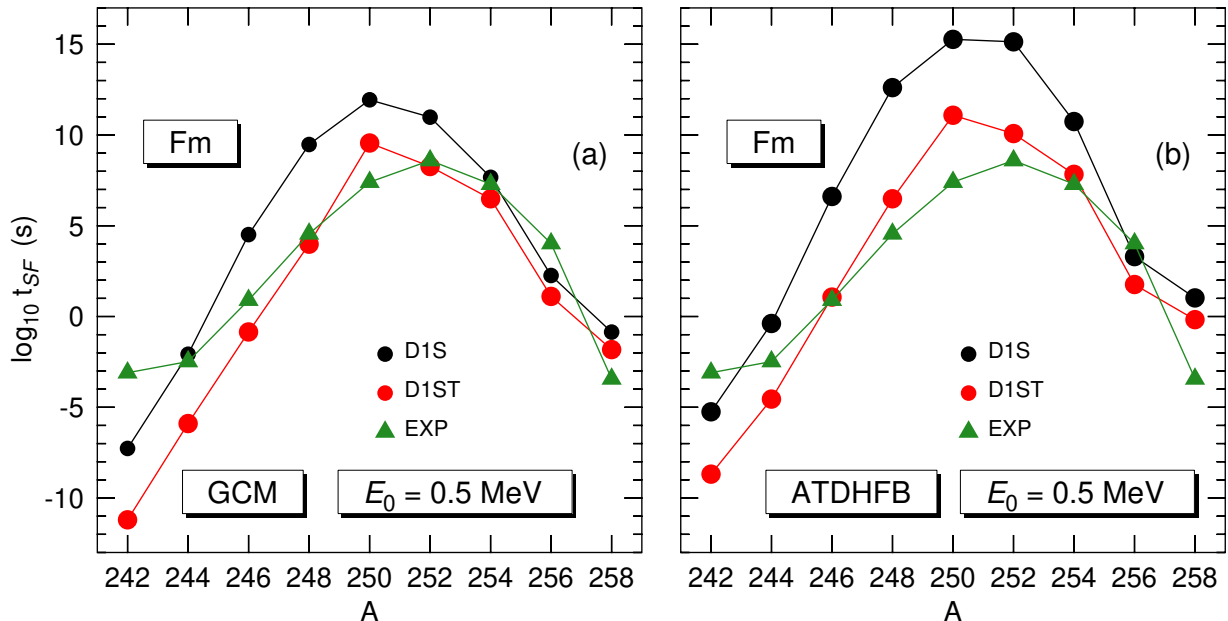 15
10
5
0
-5
-10
log10 tSF (s)
Fm
(a)
D1S
D1ST
EXP
GCM
E0 = 0.5 MeV
242 244 246 248 250 252 254 256 258
A
Fm
(b)
D1S
D1ST
EXP
ATDHFB
E0 = 0.5 MeV
242 244 246 248 250 252 254 256 258
A